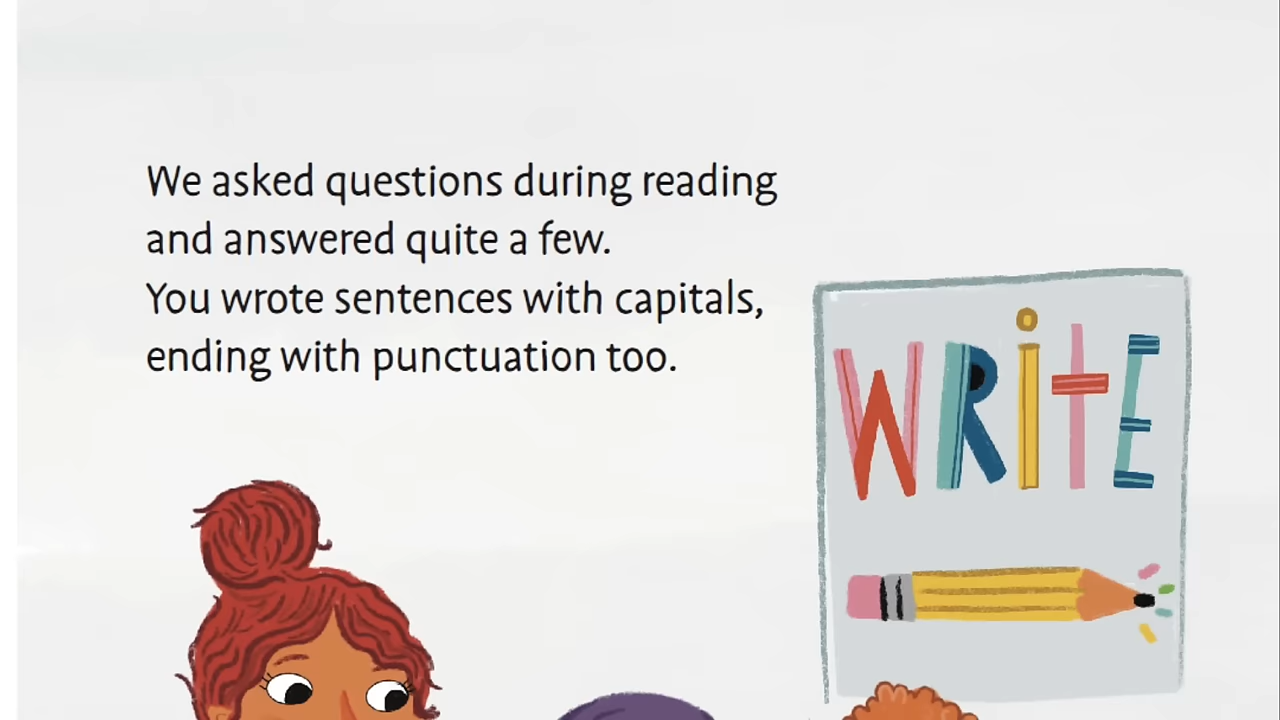 We asked questions during reading
and answered quite a few.
You wrote sentences with capitals,
ending with punctuation too.
WRitE